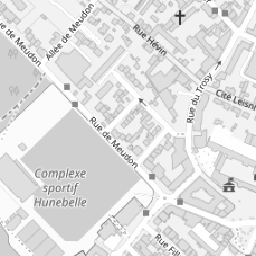 de Meudon
Allée de Meudon
Rue Hévin
Cité Leisn
Rue du Trosy
Rue de Meudon
Complexe
sportif
Hunebelle
Rue Fill